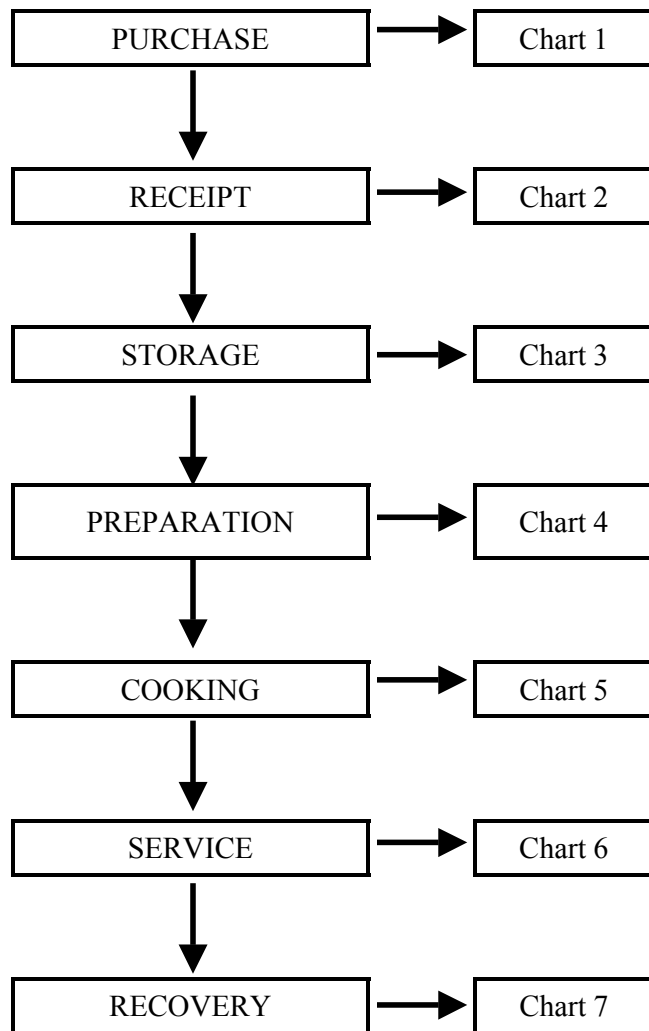 PURCHASE Chart 1
RECEIPT Chart 2
STORAGE Chart 3
PREPARATION Chart 4
COOKING Chart 5
SERVICE Chart 6
RECOVERY Chart 7